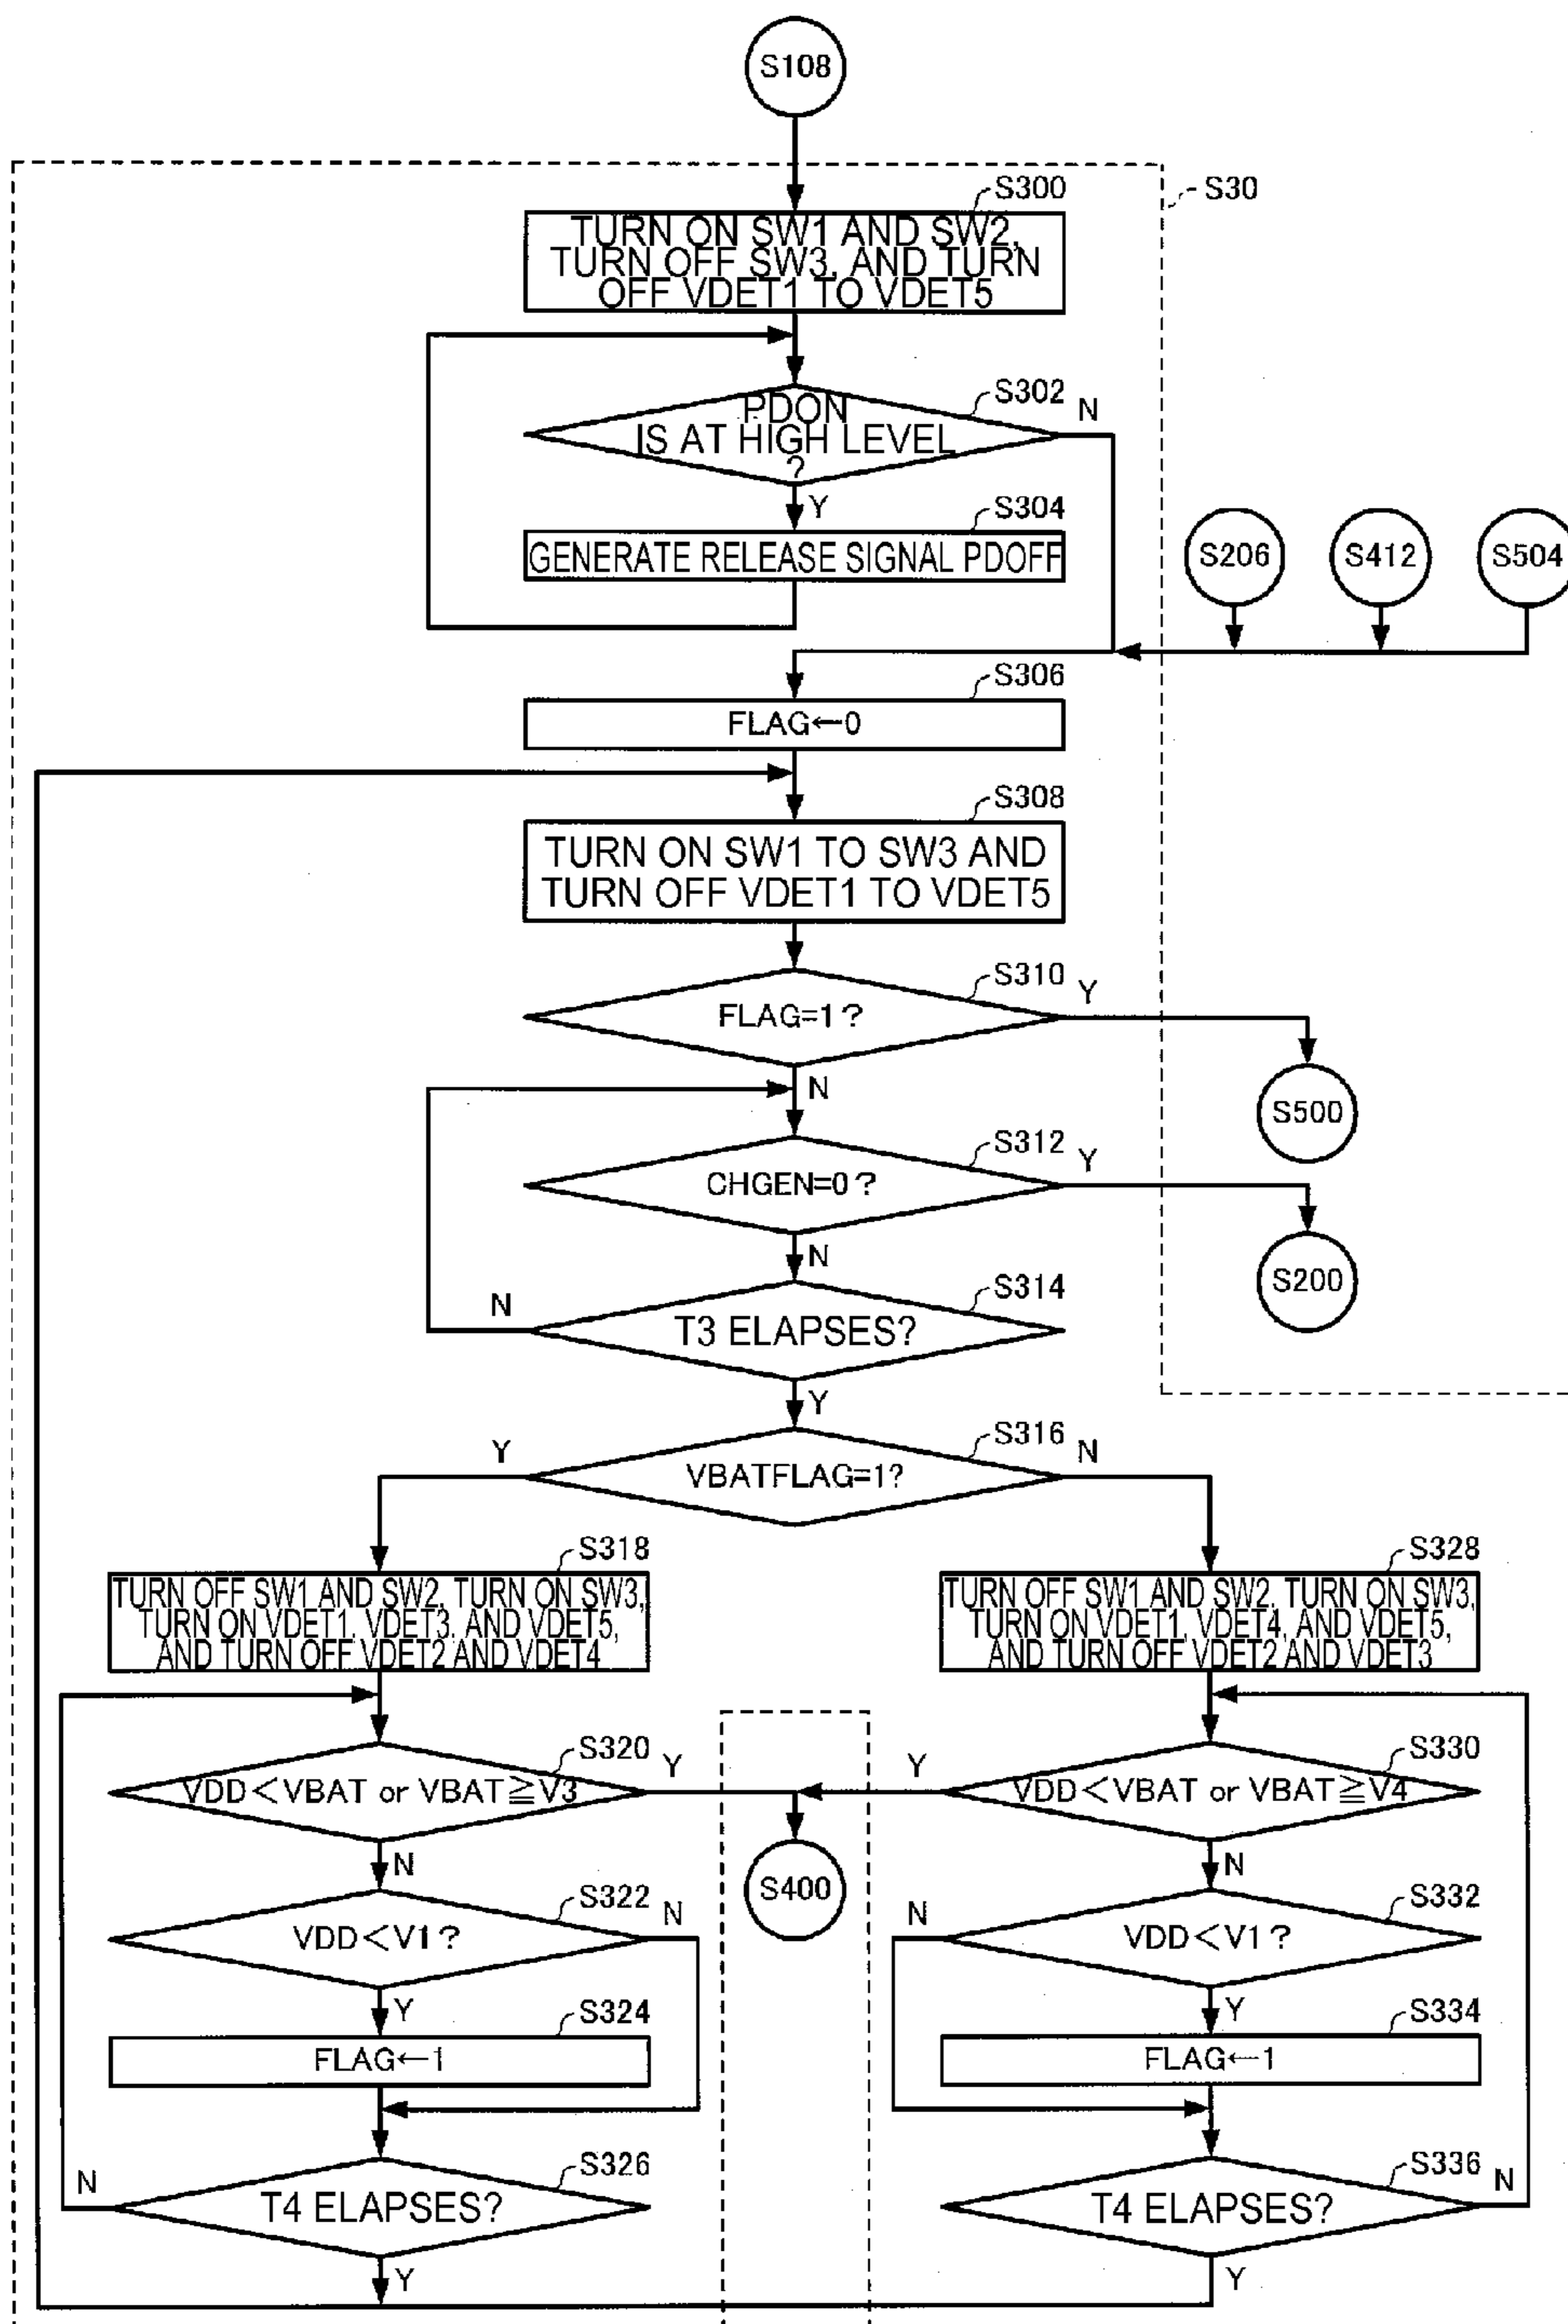 S108
S30
S300
TURN ON SW1 AND SW2,
TURN OFF SW3, AND TURN
OFF VDET1 TO VDET5
S302
PDON
IS AT HIGH LEVEL
?
N
Y
S304
GENERATE RELEASE SIGNAL PDOFF
S206
S412
S504
S306
FLAG←0
S308
TURN ON SW1 TO SW3 AND
TURN OFF VDET1 TO VDET5
S310
FLAG=1?
Y
N
S500
S312
CHGEN=0?
Y
N
S200
S314
T3 ELAPSES?
N
Y
S316
VBATFLAG=1?
Y
N
S318
TURN OFF SW1 AND SW2, TURN ON SW3,
TURN ON VDET1, VDET3, AND VDET5,
AND TURN OFF VDET2 AND VDET4
S328
TURN OFF SW1 AND SW2, TURN ON SW3,
TURN ON VDET1, VDET4, AND VDET5,
AND TURN OFF VDET2 AND VDET3
S320
VDD<VBAT or VBAT≧V3
Y
N
S330
VDD<VBAT or VBAT≧V4
Y
N
S400
S322
VDD<V1?
N
Y
S332
VDD<V1?
N
Y
S324
FLAG←1
S334
FLAG←1
S326
T4 ELAPSES?
N
Y
S336
T4 ELAPSES?
N
Y